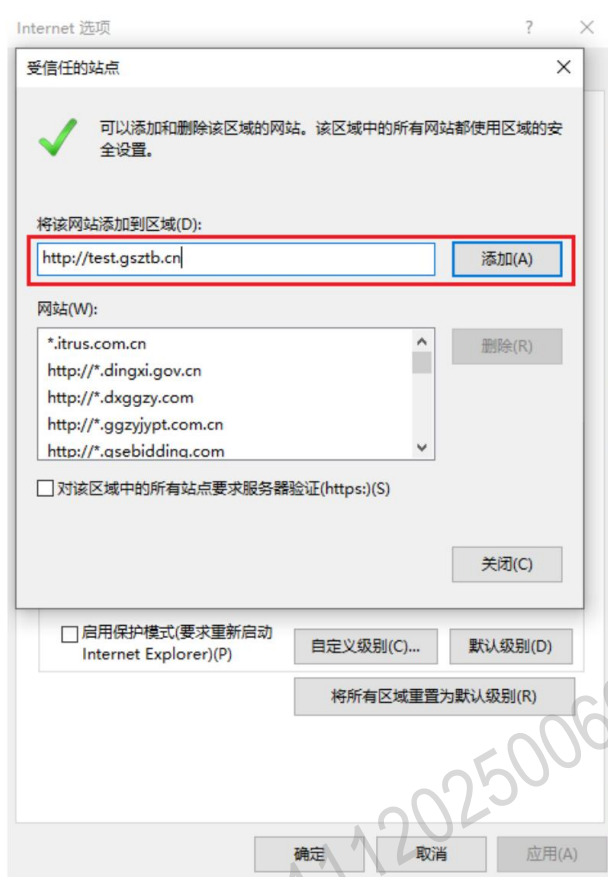 Internet 选项
受信任的站点
可以添加和删除该区域的网站。该区域中的所有网站都使用区域的安
全设置。
将该网站添加到区域(D):
http://test.gsztb.cn
添加(A)
网站(W):
*.itrus.com.cn
删除(R)
http://*.dingxi.gov.cn
http://*.dxggzy.com
http://*.ggzyjypt.com.cn
http://*.gsebidding.com
对该区域中的所有站点要求服务器验证(https:)(S)
关闭(C)
启用保护模式(要求重新启动
Internet Explorer)(P)
自定义级别(C)...
默认级别(D)
将所有区域重置为默认级别(R)
确定
取消
应用(A)